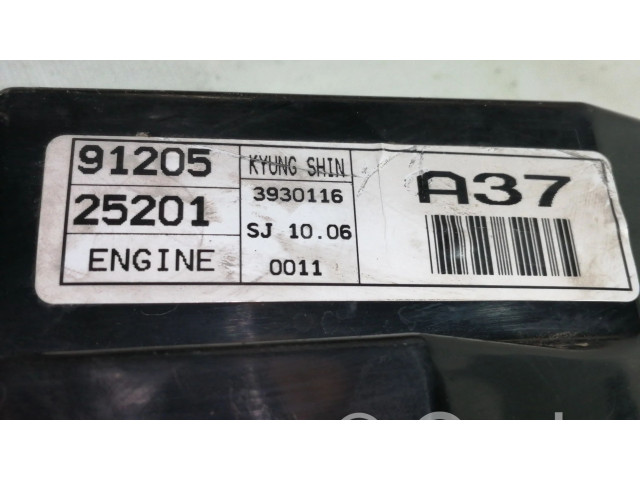 91205
25201
ENGINE
KYUNG SHIN
3930116
SJ 10.06
0011
A37